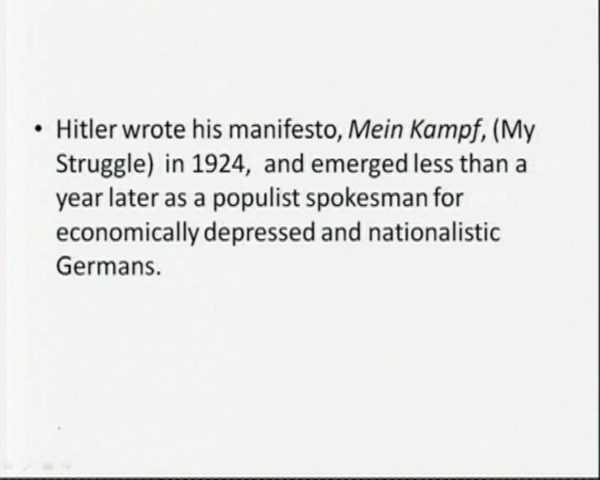 • Hitler wrote his manifesto, Mein Kampf, (My
Struggle) in 1924, and emerged less than a
year later as a populist spokesman for
economically depressed and nationalistic
Germans.